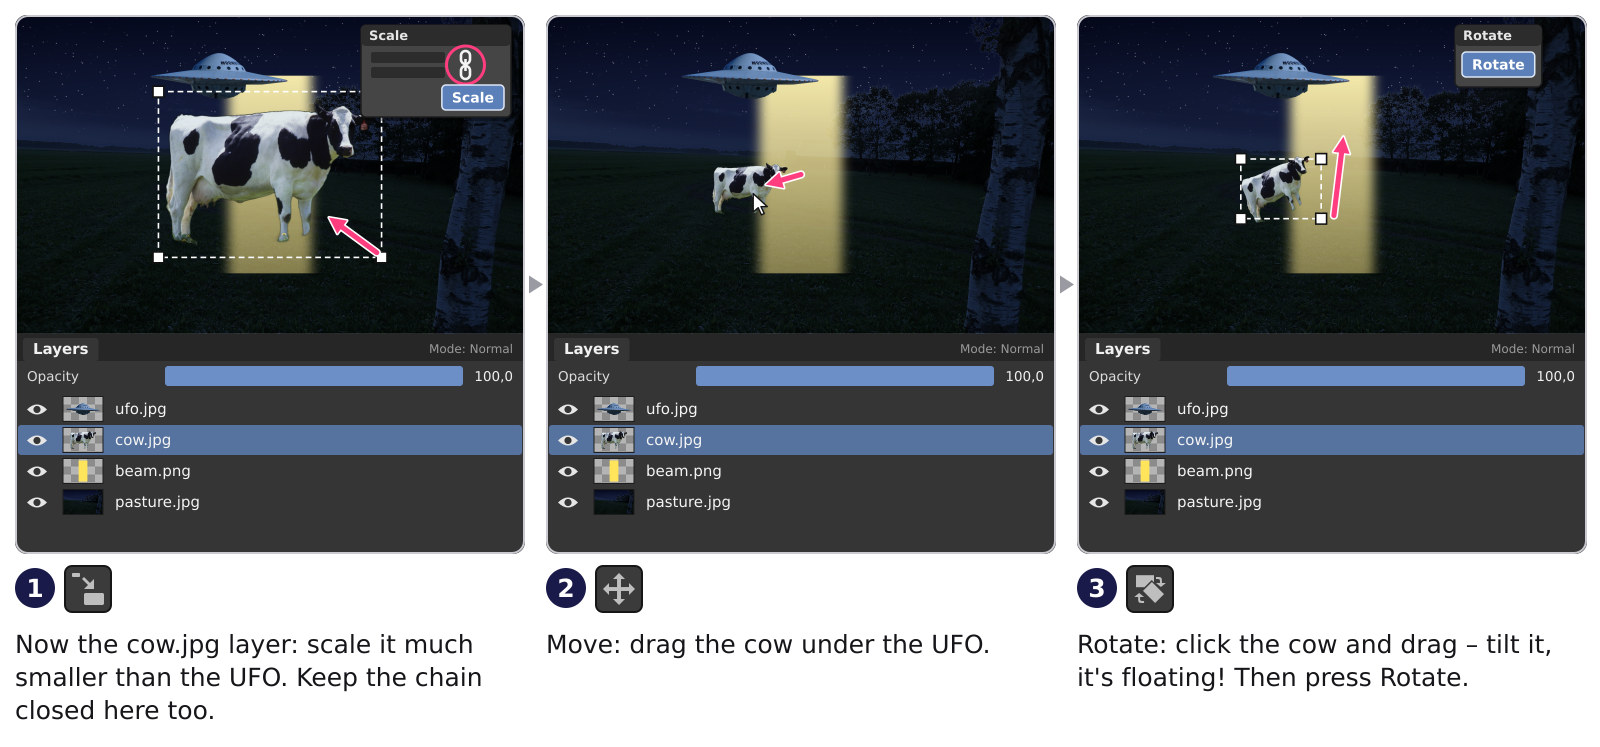 Scale
Scale
Layers
Mode: Normal
Opacity
100,0
ufo.jpg
cow.jpg
beam.png
pasture.jpg
1
Now the cow.jpg layer: scale it much
smaller than the UFO. Keep the chain
closed here too.
Layers
Mode: Normal
Opacity
100,0
ufo.jpg
cow.jpg
beam.png
pasture.jpg
2
Move: drag the cow under the UFO.
Rotate
Rotate
Layers
Mode: Normal
Opacity
100,0
ufo.jpg
cow.jpg
beam.png
pasture.jpg
3
Rotate: click the cow and drag – tilt it,
it's floating! Then press Rotate.